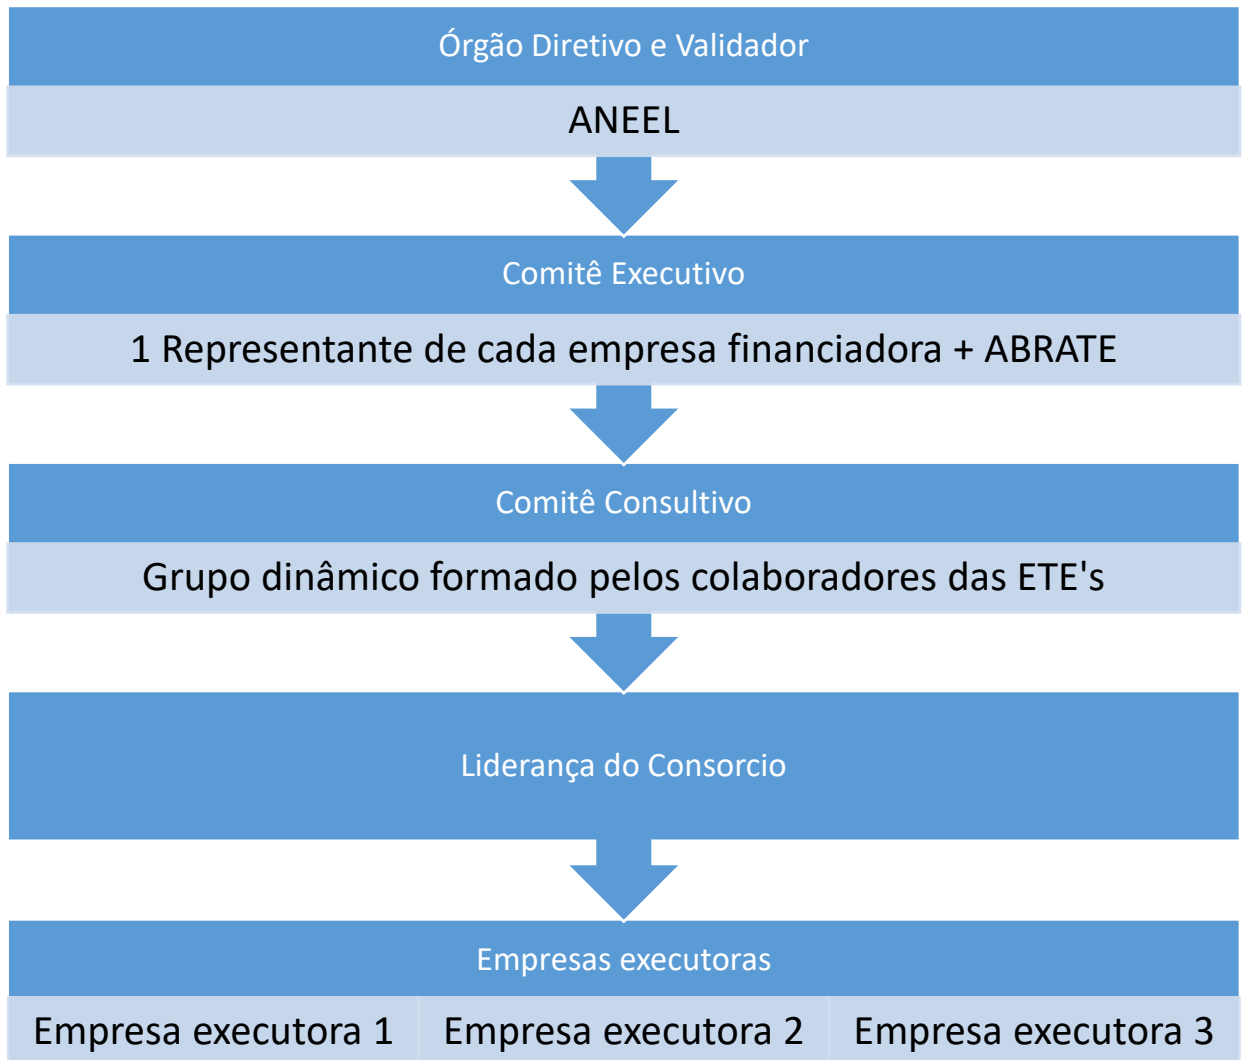 Órgão Diretivo e Validador
ANEEL
Comitê Executivo
1 Representante de cada empresa financiadora + ABRATE
Comitê Consultivo
Grupo dinâmico formado pelos colaboradores das ETE's
Liderança do Consorcio
Empresas executoras
Empresa executora 1 Empresa executora 2 Empresa executora 3